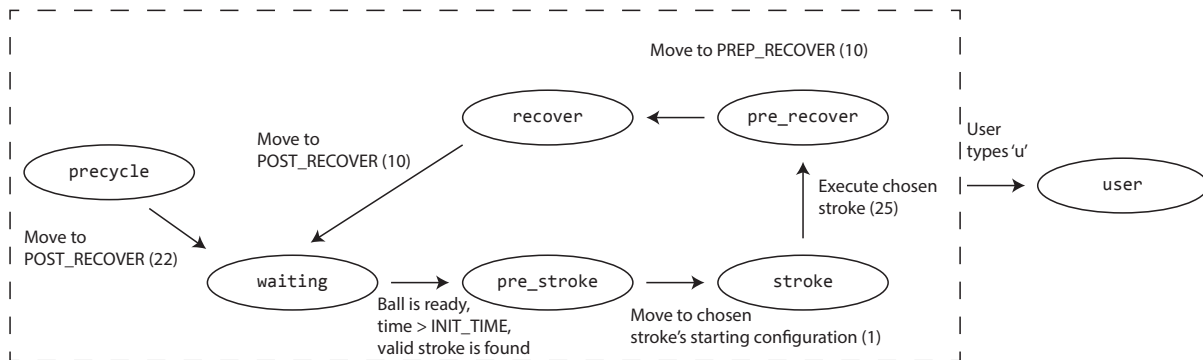 Move to PREP_RECOVER (10)
recover
pre_recover
Move to
POST_RECOVER (10)
User
types ‘u’
precycle
user
Execute chosen
stroke (25)
Move to
POST_RECOVER (22)
waiting
pre_stroke
stroke
Ball is ready,
time > INIT_TIME,
valid stroke is found
Move to chosen
stroke’s starting configuration (1)